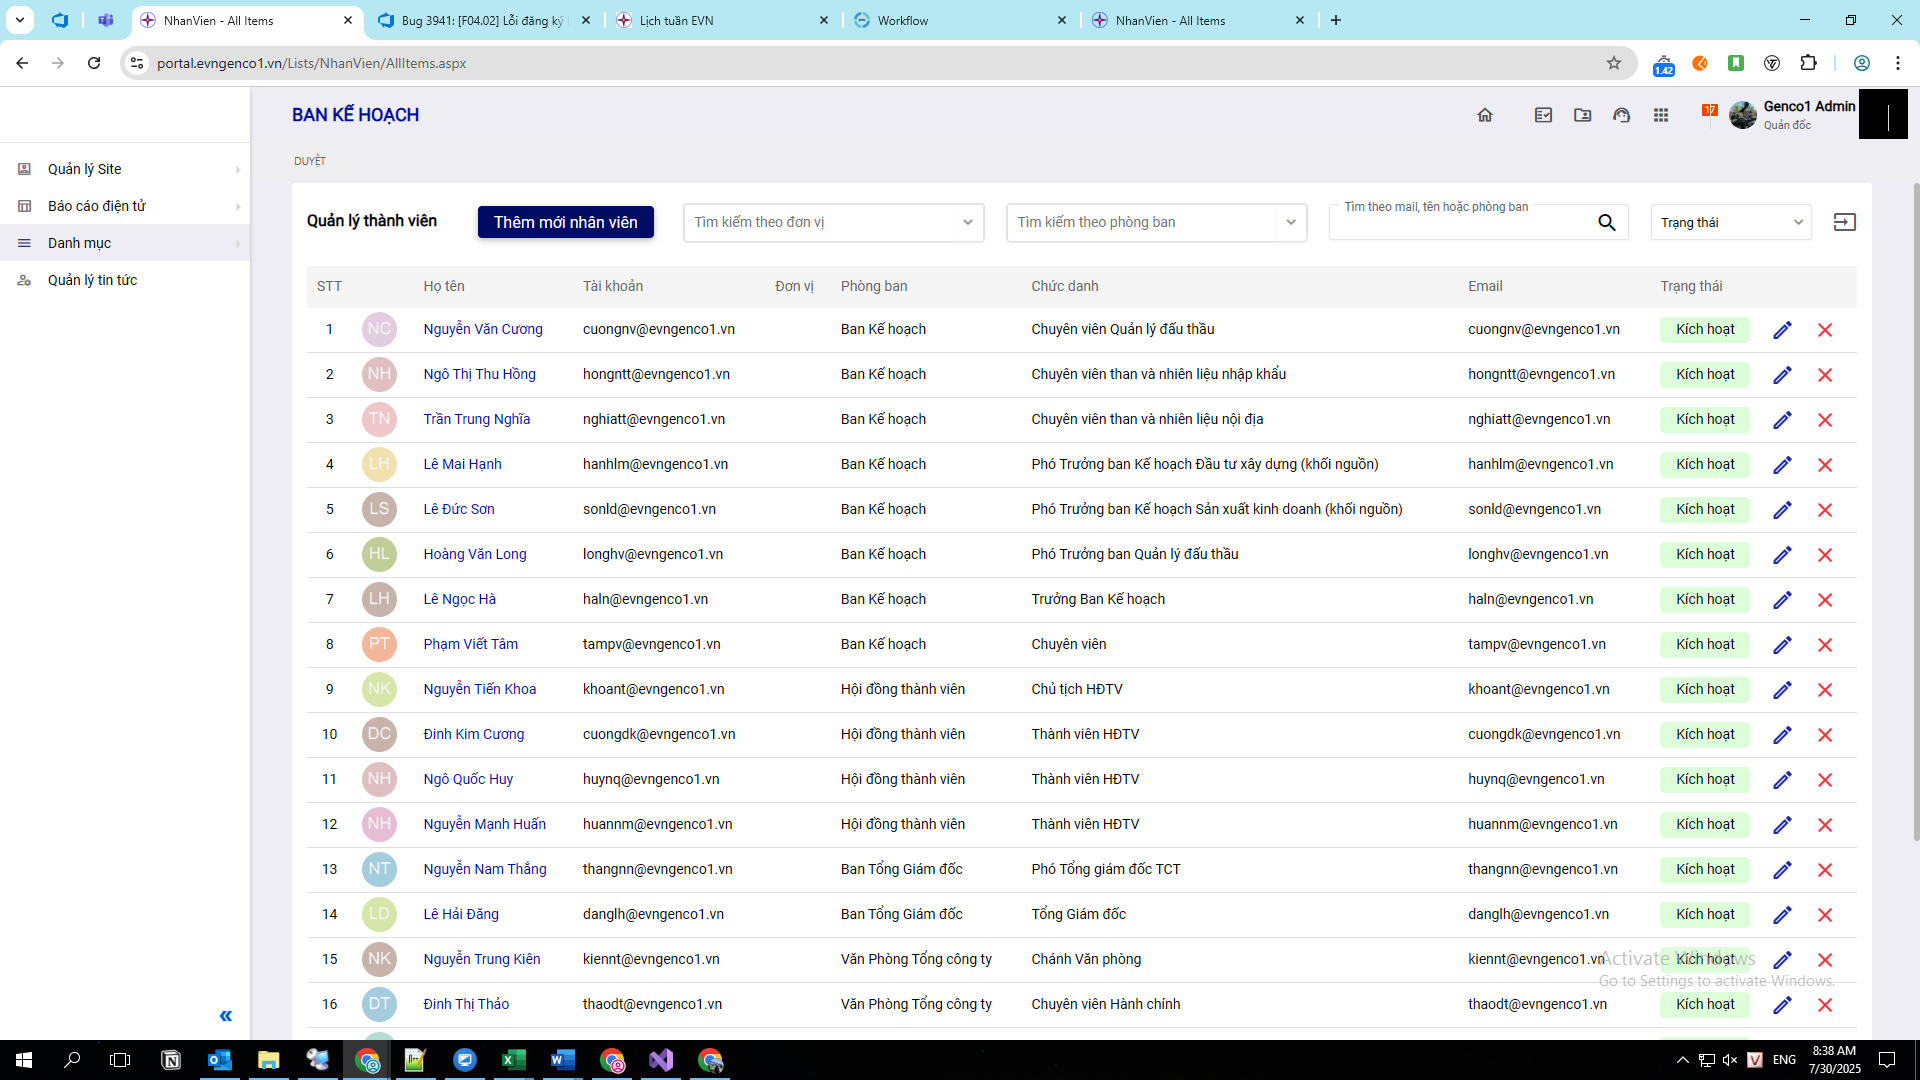 NhanVien - All Items
Bug 3941: [F04.02] Lỗi đăng ký
Lịch tuần EVN
Workflow
NhanVien - All Items
portal.evngenco1.vn/Lists/NhanVien/AllItems.aspx
1.42
BAN KẾ HOẠCH
17
Genco1 Admin
Quản đốc
Quản lý Site
Báo cáo điện tử
Danh mục
Quản lý tin tức
DUYỆT
Quản lý thành viên
Thêm mới nhân viên
Tìm kiếm theo đơn vị
Tìm kiếm theo phòng ban
Tìm theo mail, tên hoặc phòng ban
Trạng thái
STT Họ tên Tài khoản Đơn vị Phòng ban Chức danh Email Trạng thái
1 NC Nguyễn Văn Cương cuongnv@evngenco1.vn Ban Kế hoạch Chuyên viên Quản lý đấu thầu cuongnv@evngenco1.vn Kích hoạt
2 NH Ngô Thị Thu Hồng hongntt@evngenco1.vn Ban Kế hoạch Chuyên viên than và nhiên liệu nhập khẩu hongntt@evngenco1.vn Kích hoạt
3 TN Trần Trung Nghĩa nghiatt@evngenco1.vn Ban Kế hoạch Chuyên viên than và nhiên liệu nội địa nghiatt@evngenco1.vn Kích hoạt
4 LH Lê Mai Hạnh hanhlm@evngenco1.vn Ban Kế hoạch Phó Trưởng ban Kế hoạch Đầu tư xây dựng (khối nguồn) hanhlm@evngenco1.vn Kích hoạt
5 LS Lê Đức Sơn sonld@evngenco1.vn Ban Kế hoạch Phó Trưởng ban Kế hoạch Sản xuất kinh doanh (khối nguồn) sonld@evngenco1.vn Kích hoạt
6 HL Hoàng Văn Long longhv@evngenco1.vn Ban Kế hoạch Phó Trưởng ban Quản lý đấu thầu longhv@evngenco1.vn Kích hoạt
7 LH Lê Ngọc Hà haln@evngenco1.vn Ban Kế hoạch Trưởng Ban Kế hoạch haln@evngenco1.vn Kích hoạt
8 PT Phạm Viết Tâm tampv@evngenco1.vn Ban Kế hoạch Chuyên viên tampv@evngenco1.vn Kích hoạt
9 NK Nguyễn Tiến Khoa khoant@evngenco1.vn Hội đồng thành viên Chủ tịch HĐTV khoant@evngenco1.vn Kích hoạt
10 DC Đinh Kim Cương cuongdk@evngenco1.vn Hội đồng thành viên Thành viên HĐTV cuongdk@evngenco1.vn Kích hoạt
11 NH Ngô Quốc Huy huynq@evngenco1.vn Hội đồng thành viên Thành viên HĐTV huynq@evngenco1.vn Kích hoạt
12 NH Nguyễn Mạnh Huấn huannm@evngenco1.vn Hội đồng thành viên Thành viên HĐTV huannm@evngenco1.vn Kích hoạt
13 NT Nguyễn Nam Thắng thangnn@evngenco1.vn Ban Tổng Giám đốc Phó Tổng giám đốc TCT thangnn@evngenco1.vn Kích hoạt
14 LD Lê Hải Đăng danglh@evngenco1.vn Ban Tổng Giám đốc Tổng Giám đốc danglh@evngenco1.vn Kích hoạt
15 NK Nguyễn Trung Kiên kiennt@evngenco1.vn Văn Phòng Tổng công ty Chánh Văn phòng kiennt@evngenco1.vn Kích hoạt
16 DT Đinh Thị Thảo thaodt@evngenco1.vn Văn Phòng Tổng công ty Chuyên viên Hành chính thaodt@evngenco1.vn Kích hoạt
Activate Windows
Go to Settings to activate Windows.
ENG
8:38 AM
7/30/2025